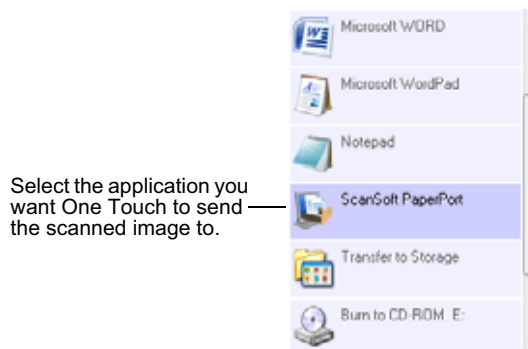 Microsoft WORD
Microsoft WordPad
Notepad
Select the application you
want One Touch to send
the scanned image to.
ScanSoft PaperPort
Transfer to Storage
Burn to CD-ROM E: